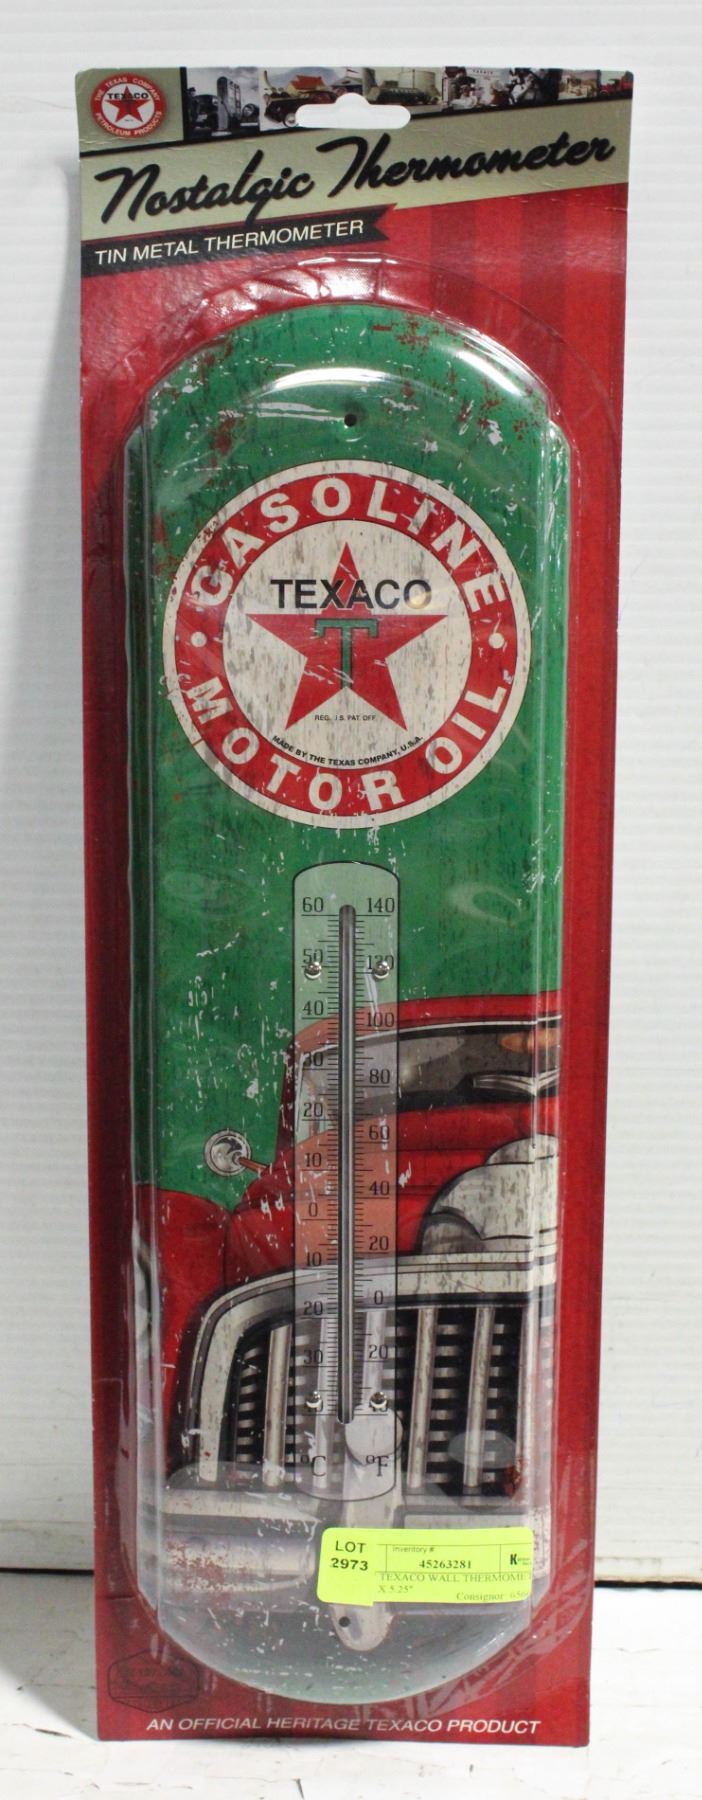 THE TEXAS COMPANY
TEXACO
PETROLEUM PRODUCTS
Nostalgic Thermometer
TIN METAL THERMOMETER
GASOLINE
TEXACO
T
REG. .S. PAT. OFF.
MADE BY THE TEXAS COMPANY, U.S.A.
MOTOR OIL
60 140
50 120
40
100
30
80
20
60
10
40
0
20
10
0
20
20
30
40
°C °F
LOT
2973
Inventory #
45263281
TEXACO WALL THERMOME
X 5.25"
Consignor:
AN OFFICIAL HERITAGE TEXACO PRODUCT